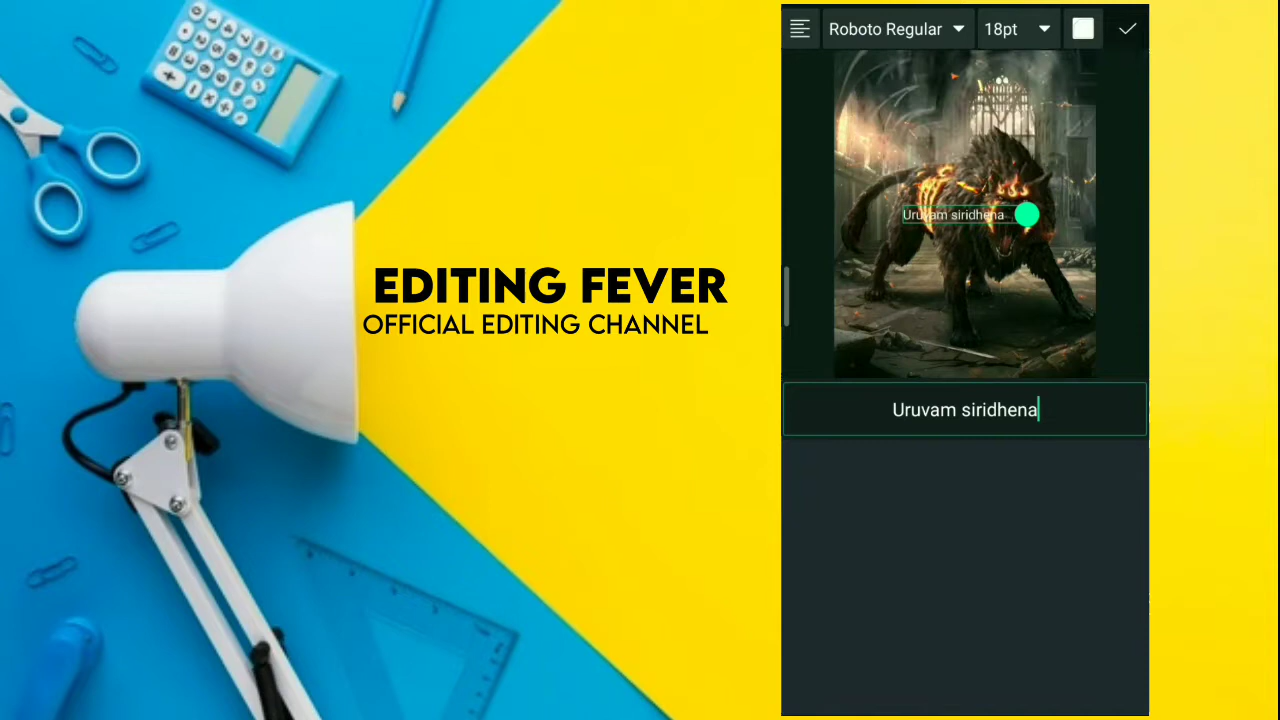 EDITING FEVER
OFFICIAL EDITING CHANNEL
Roboto Regular 18pt
Uruvam siridhena
Uruvam siridhena